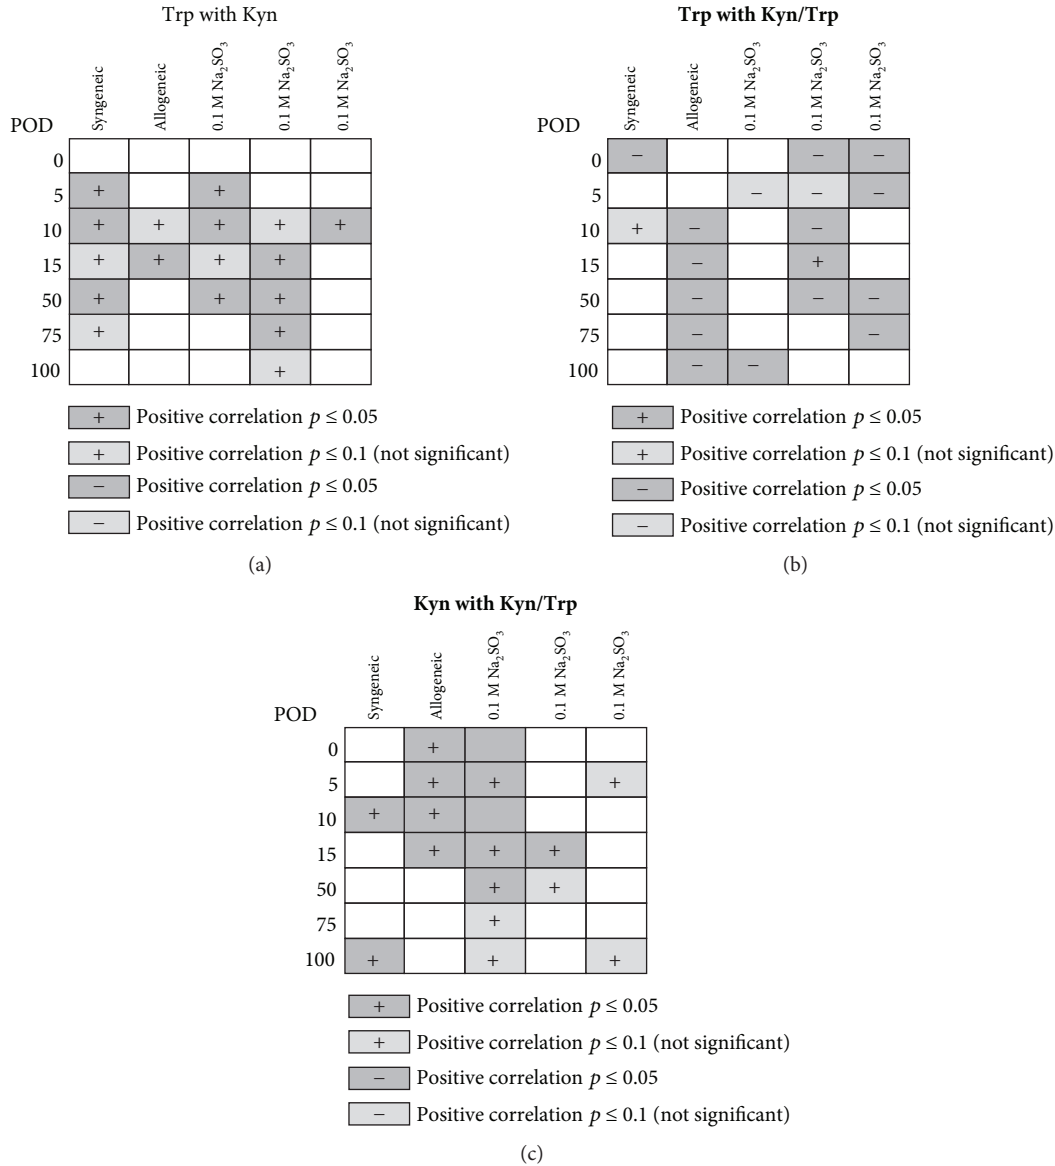 Trp with Kyn
POD
Syngeneic
Allogeneic
0.1 M Na₂SO₃
0.1 M Na₂SO₃
0.1 M Na₂SO₃
0
5 + +
10 + + + + +
15 + + + +
50 + + +
75 + +
100 +
+ Positive correlation p ≤ 0.05
+ Positive correlation p ≤ 0.1 (not significant)
− Positive correlation p ≤ 0.05
− Positive correlation p ≤ 0.1 (not significant)
(a)
Trp with Kyn/Trp
POD
Syngeneic
Allogeneic
0.1 M Na₂SO₃
0.1 M Na₂SO₃
0.1 M Na₂SO₃
0 − − −
5 − − −
10 + − −
15 − +
50 − − −
75 − −
100 − −
+ Positive correlation p ≤ 0.05
+ Positive correlation p ≤ 0.1 (not significant)
− Positive correlation p ≤ 0.05
− Positive correlation p ≤ 0.1 (not significant)
(b)
Kyn with Kyn/Trp
POD
Syngeneic
Allogeneic
0.1 M Na₂SO₃
0.1 M Na₂SO₃
0.1 M Na₂SO₃
0 +
5 + + +
10 + +
15 + + +
50 + +
75 +
100 + + +
+ Positive correlation p ≤ 0.05
+ Positive correlation p ≤ 0.1 (not significant)
− Positive correlation p ≤ 0.05
− Positive correlation p ≤ 0.1 (not significant)
(c)